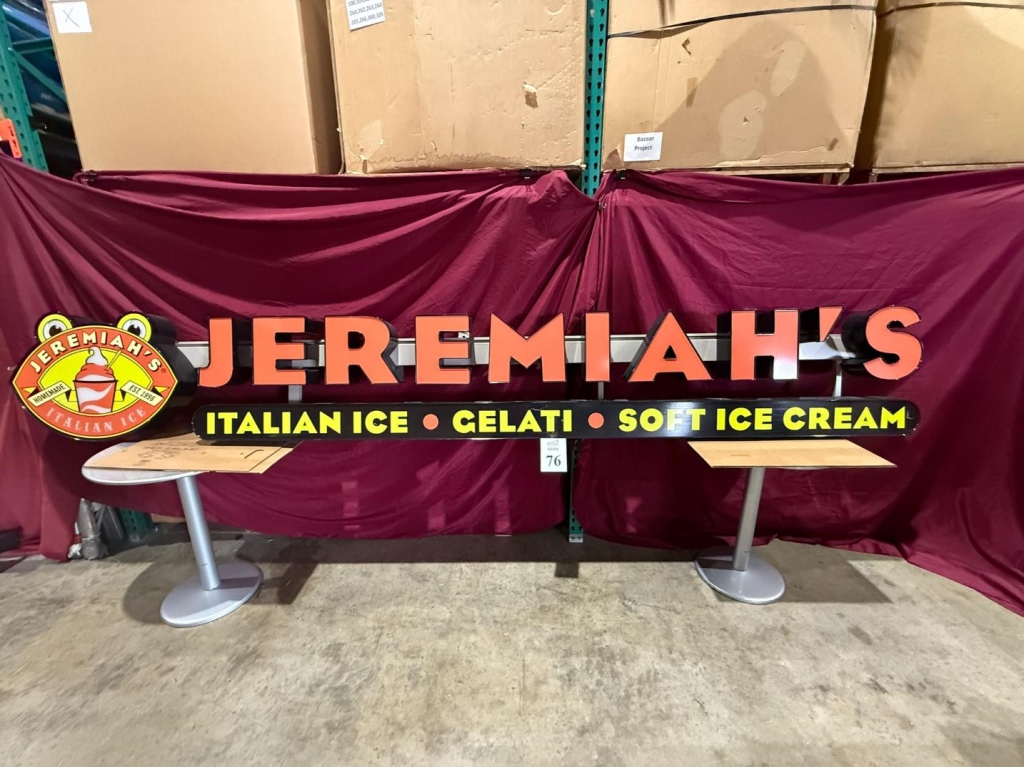 X
Bazaar
Project
JEREMIAH'S
HOMEMADE
EST. 1996
ITALIAN ICE
JEREMIAH'S
ITALIAN ICE • GELATI • SOFT ICE CREAM
76